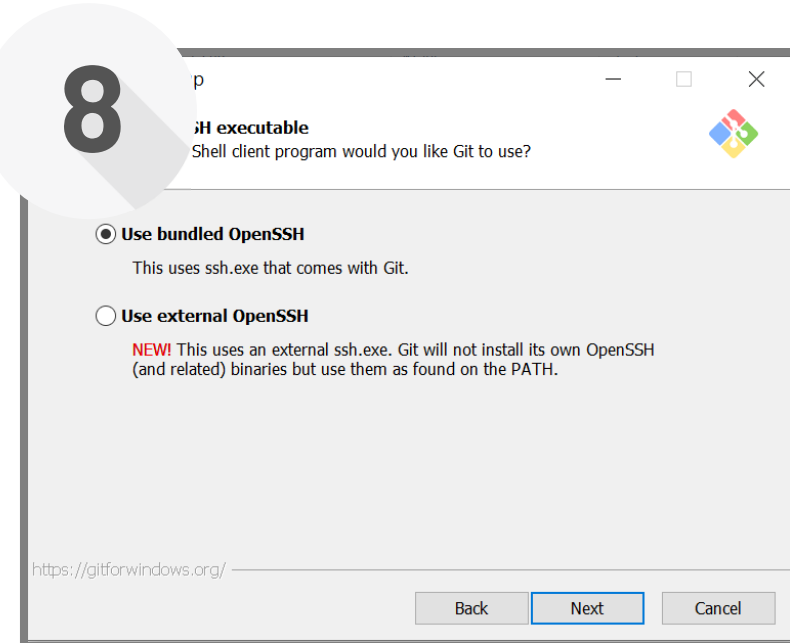 8
up
SH executable
Shell client program would you like Git to use?
Use bundled OpenSSH
This uses ssh.exe that comes with Git.
Use external OpenSSH
NEW! This uses an external ssh.exe. Git will not install its own OpenSSH
(and related) binaries but use them as found on the PATH.
https://gitforwindows.org/
Back Next Cancel